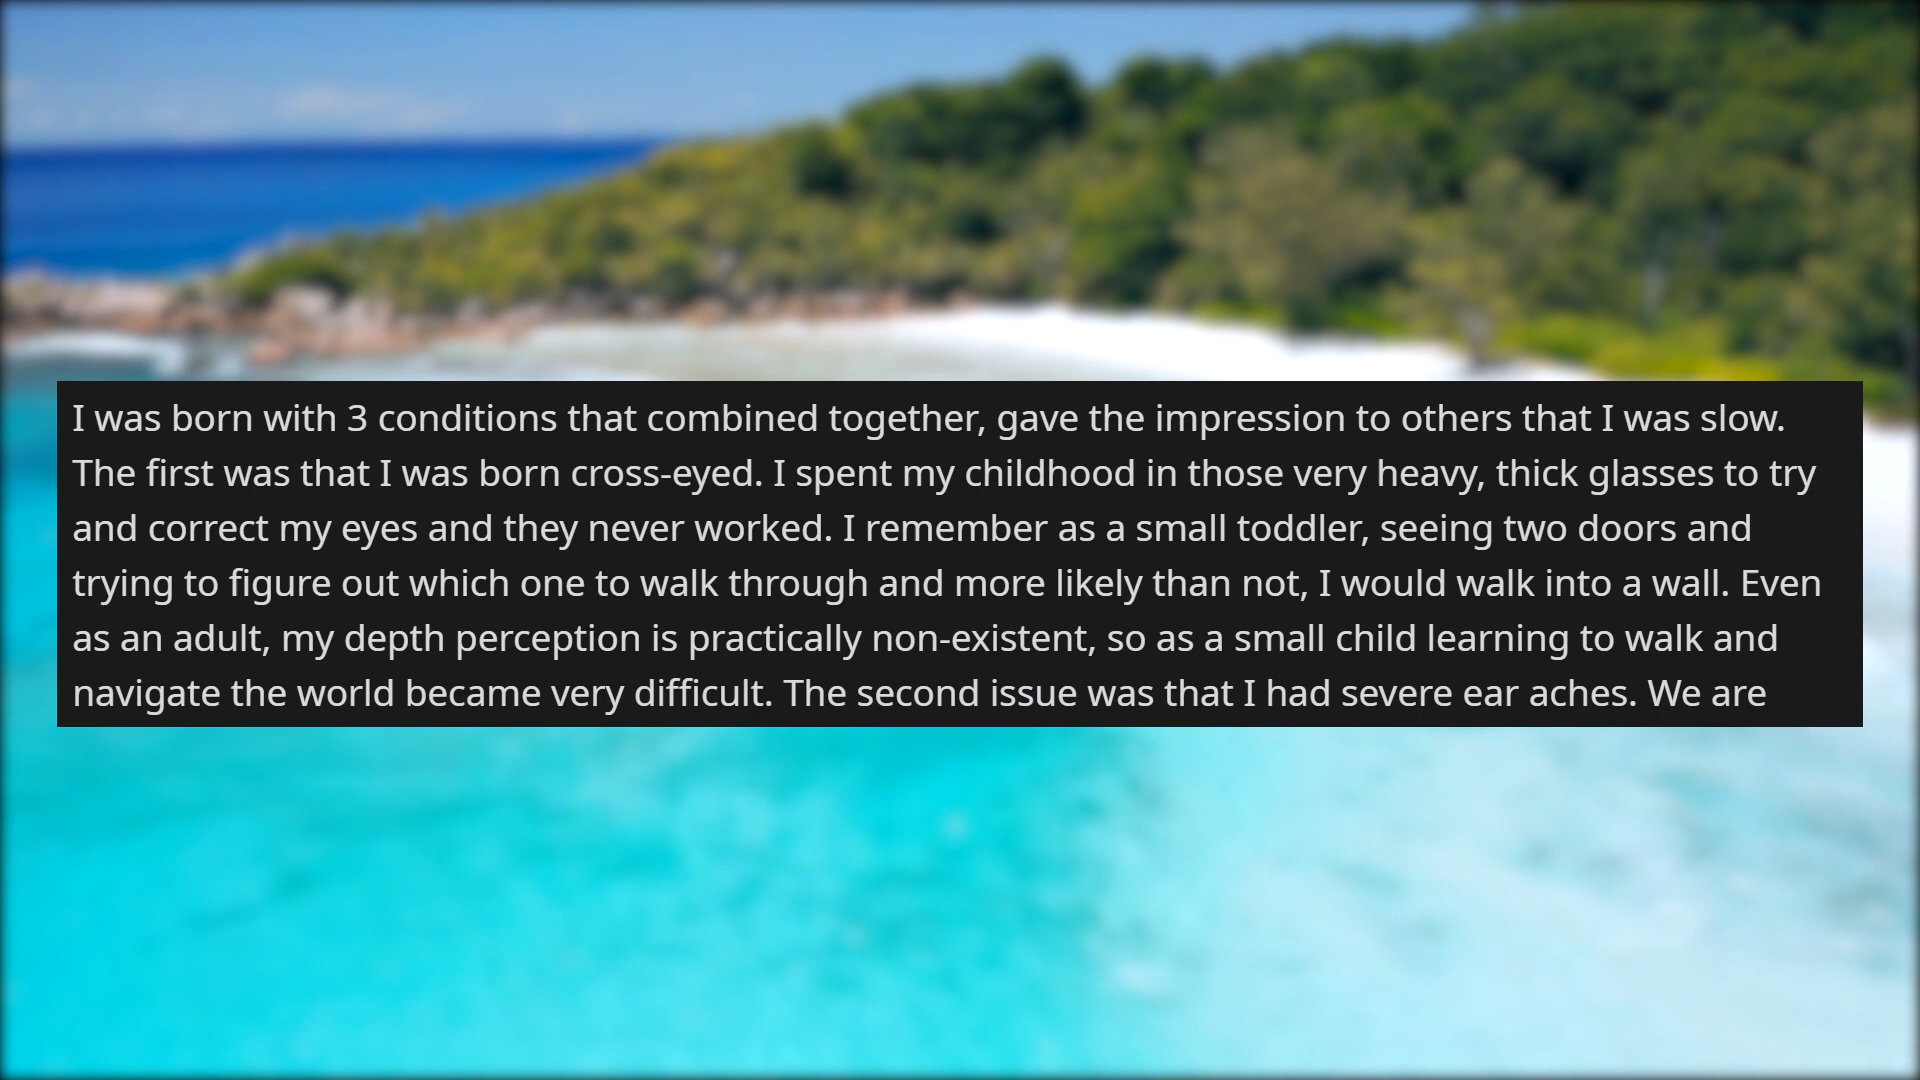 I was born with 3 conditions that combined together, gave the impression to others that I was slow.
The first was that I was born cross-eyed. I spent my childhood in those very heavy, thick glasses to try
and correct my eyes and they never worked. I remember as a small toddler, seeing two doors and
trying to figure out which one to walk through and more likely than not, I would walk into a wall. Even
as an adult, my depth perception is practically non-existent, so as a small child learning to walk and
navigate the world became very difficult. The second issue was that I had severe ear aches. We are